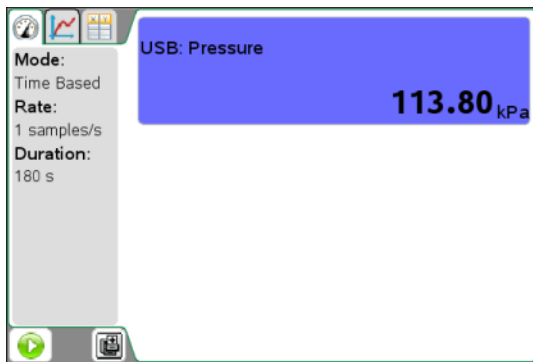 Mode:
Time Based
Rate:
1 samples/s
Duration:
180 s
USB: Pressure
113.80 kPa